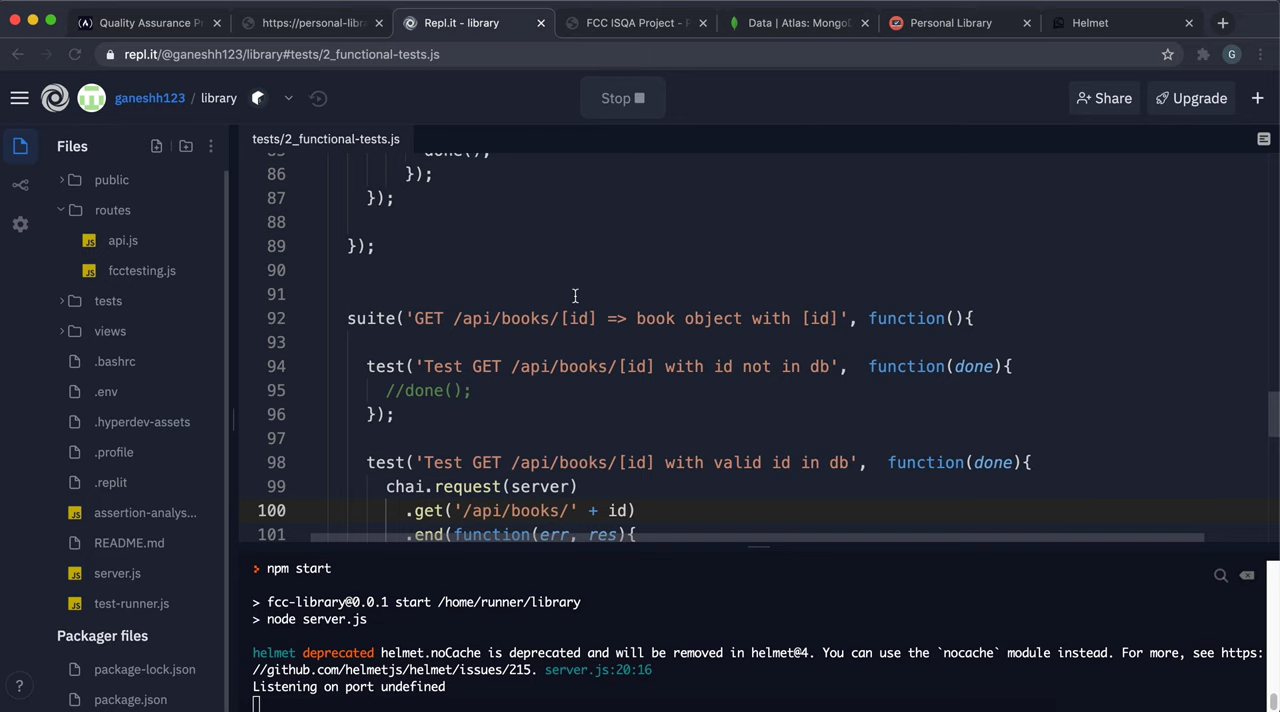 Quality Assurance P
https://personal-libra
Repl.it - library
FCC ISQA Project - F
Data | Atlas: MongoD
Personal Library
Helmet
repl.it/@ganeshh123/library#tests/2_functional-tests.js
G
ganeshh123 / library
Stop
Share
Upgrade
Files
tests/2_functional-tests.js
public
routes
api.js
fcctesting.js
tests
views
.bashrc
.env
.hyperdev-assets
.profile
.replit
assertion-analys...
README.md
server.js
test-runner.js
Packager files
package-lock.json
package.json
85 done();
86 });
87 });
88
89 });
90
91
92 suite('GET /api/books/[id] => book object with [id]', function(){
93
94 test('Test GET /api/books/[id] with id not in db', function(done){
95 //done();
96 });
97
98 test('Test GET /api/books/[id] with valid id in db', function(done){
99 chai.request(server)
100 .get('/api/books/' + id)
101 .end(function(err, res){
> npm start
> fcc-library@0.0.1 start /home/runner/library
> node server.js
helmet deprecated helmet.noCache is deprecated and will be removed in helmet@4. You can use the `nocache` module instead. For more, see https:
//github.com/helmetjs/helmet/issues/215. server.js:20:16
Listening on port undefined